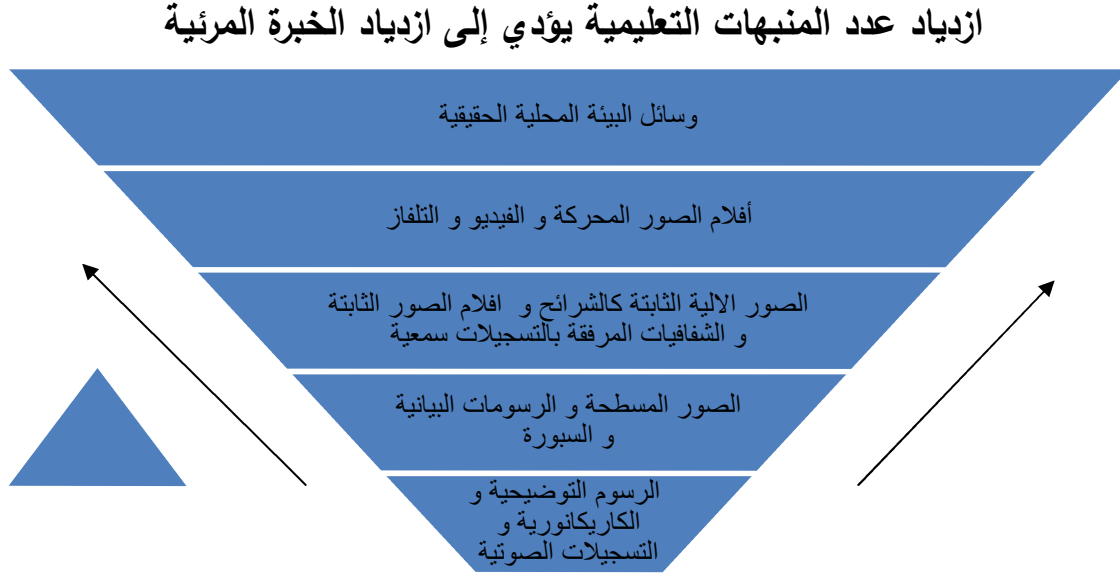 ازدياد عدد المنبهات التعليمية يؤدي إلى ازدياد الخبرة المرئية
وسائل البيئة المحلية الحقيقية
أفلام الصور المحركة و الفيديو و التلفاز
الصور الالية الثابتة كالشرائح و افلام الصور الثابتة
و الشفافيات المرفقة بالتسجيلات سمعية
الصور المسطحة و الرسومات البيانية
و السبورة
الرسوم التوضيحية و
الكاريكانورية و
التسجيلات الصوتية